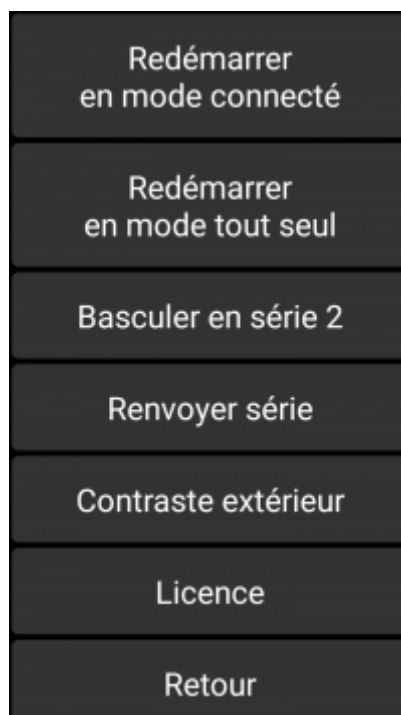 Redémarrer
en mode connecté
Redémarrer
en mode tout seul
Basculer en série 2
Renvoyer série
Contraste extérieur
Licence
Retour